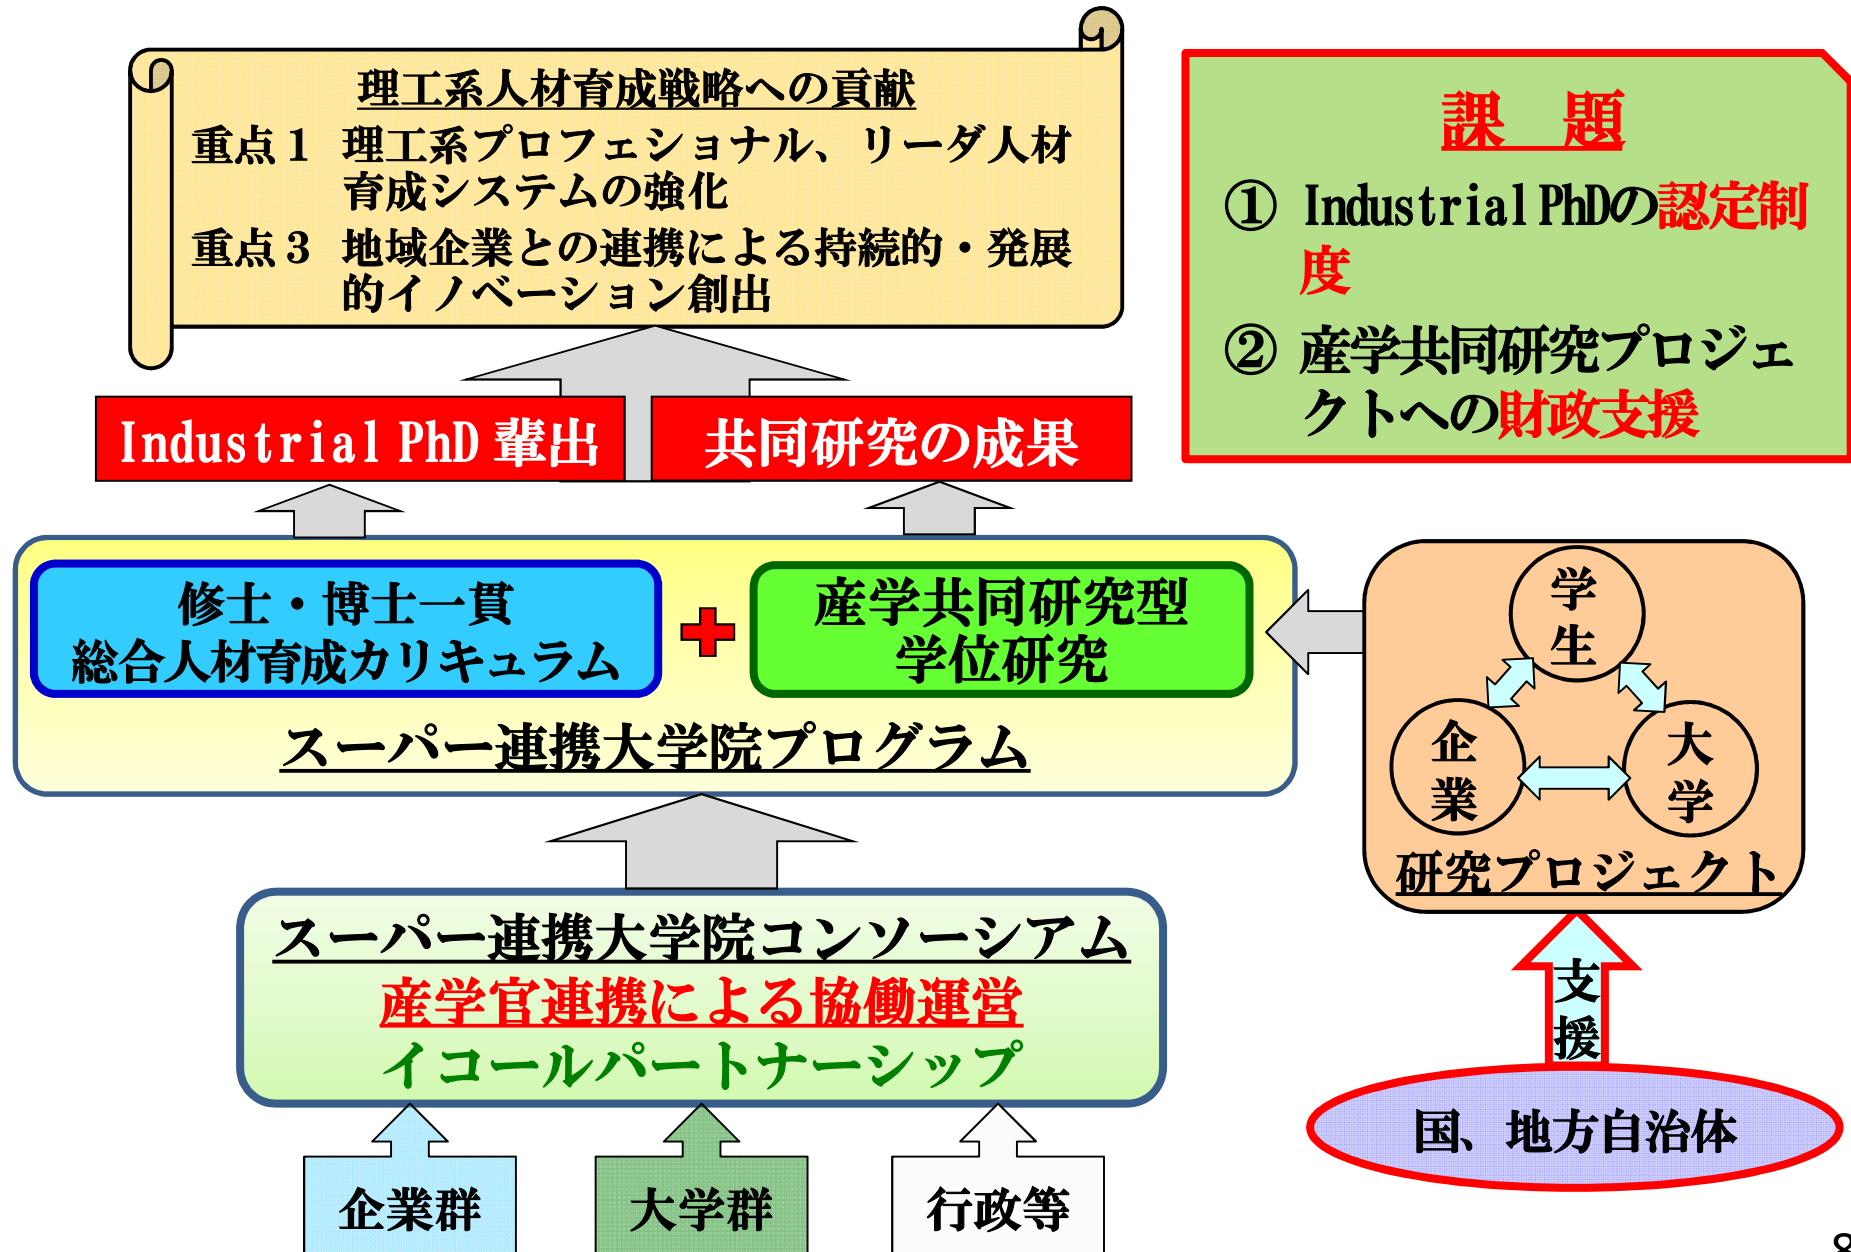 理工系人材育成戦略への貢献
重点1 理工系プロフェショナル、リーダ人材
育成システムの強化
重点3 地域企業との連携による持続的・発展
的イノベーション創出
課 題
① Industrial PhDの認定制
度
② 産学共同研究プロジェ
クトへの財政支援
Industrial PhD 輩出
共同研究の成果
修士・博士一貫
総合人材育成カリキュラム
産学共同研究型
学位研究
スーパー連携大学院プログラム
学生
企業
大学
研究プロジェクト
スーパー連携大学院コンソーシアム
産学官連携による協働運営
イコールパートナーシップ
支援
国、地方自治体
企業群
大学群
行政等
8